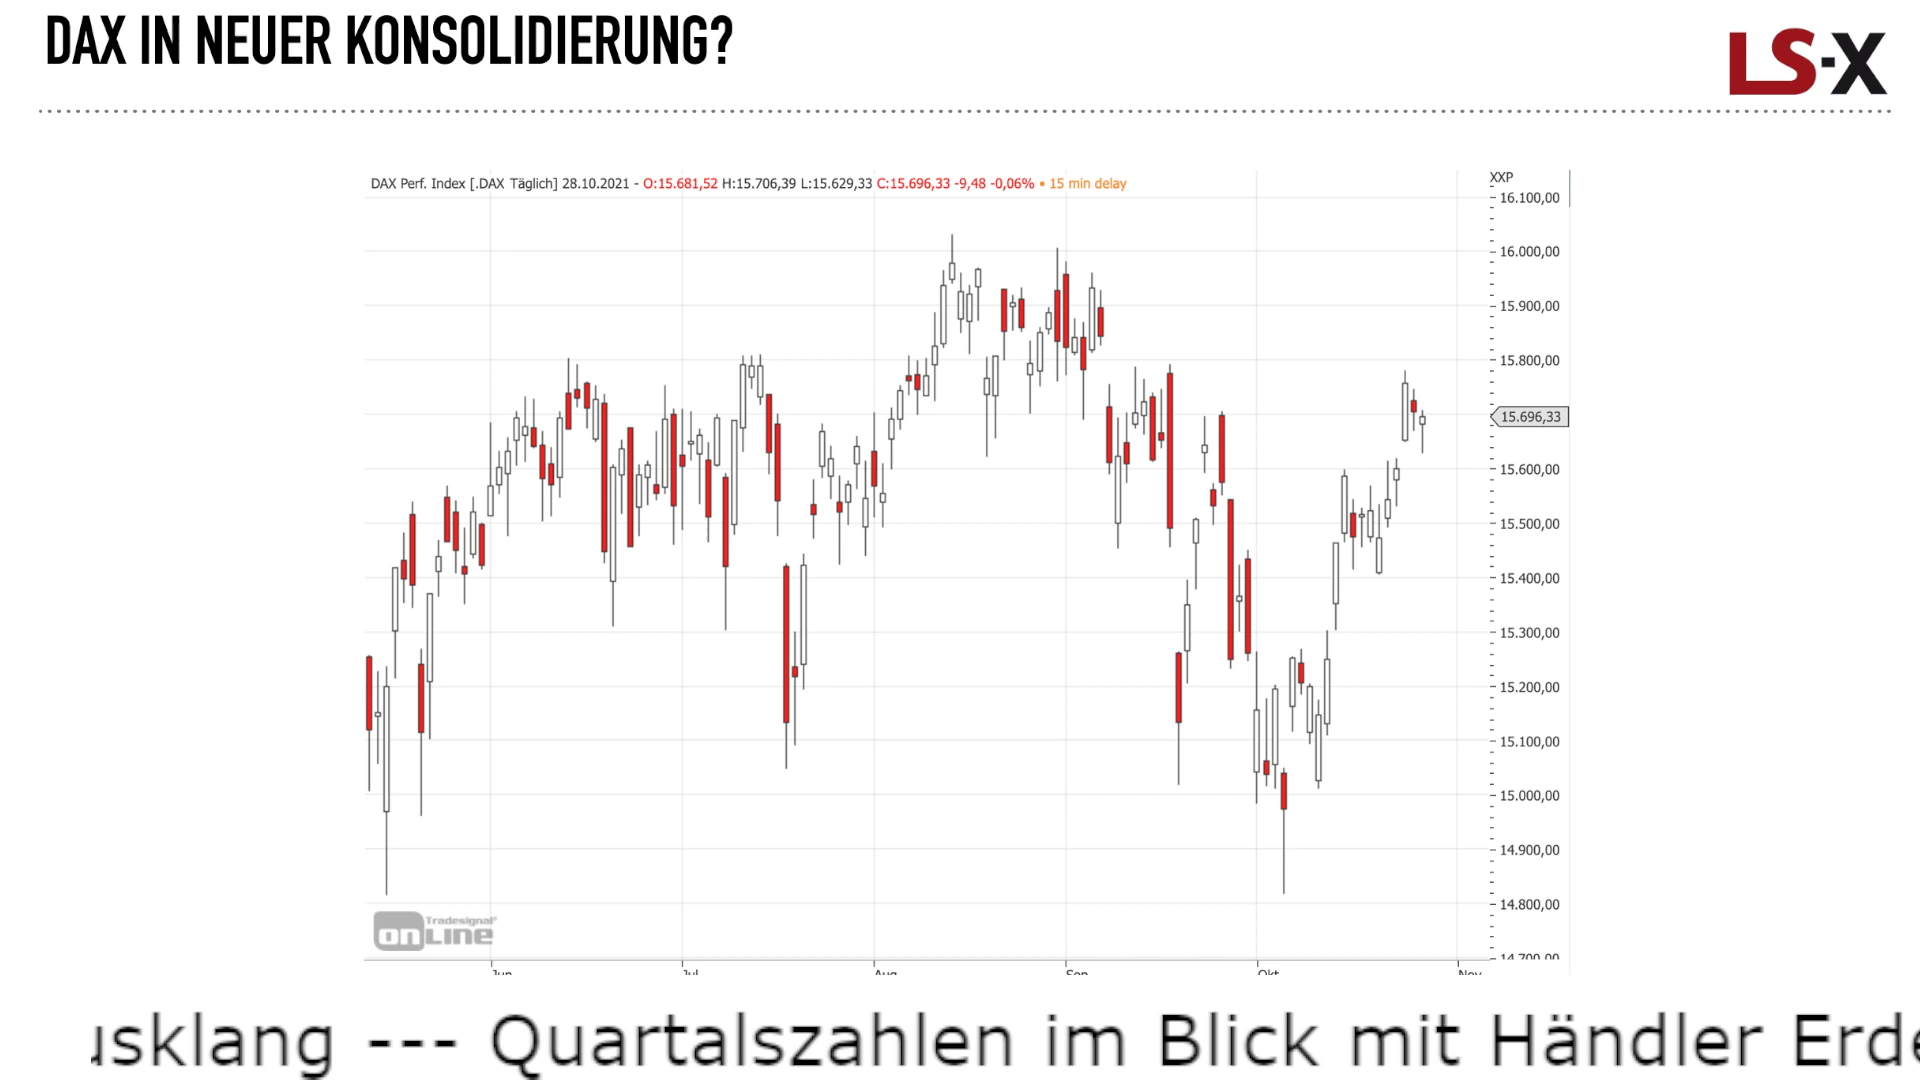 DAX IN NEUER KONSOLIDIERUNG?
LS-X
DAX Perf. Index [.DAX Täglich] 28.10.2021 - O:15.681,52 H:15.706,39 L:15.629,33 C:15.696,33 -9,48 -0,06% • 15 min delay
XXP
16.100,00
16.000,00
15.900,00
15.800,00
15.696,33
15.600,00
15.500,00
15.400,00
15.300,00
15.200,00
15.100,00
15.000,00
14.900,00
14.800,00
14.700,00
Tradesignal®
onLine
Jun Jul Aug Sep Okt Nov
usklang --- Quartalszahlen im Blick mit Händler Erde